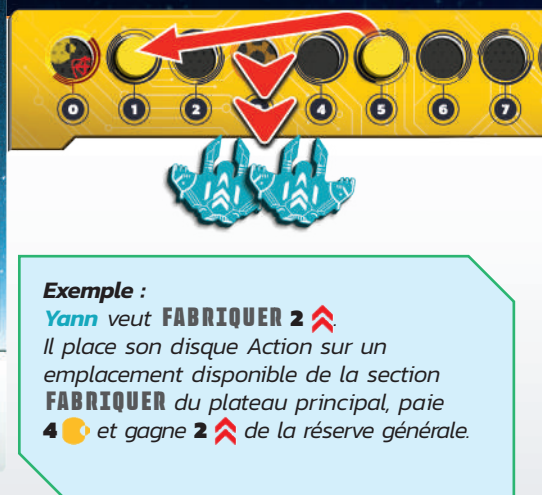 0 1 2 4 5 6 7
Exemple :
Yann veut FABRIQUER 2
Il place son disque Action sur un
emplacement disponible de la section
FABRIQUER du plateau principal, paie
4 et gagne 2 de la réserve générale.